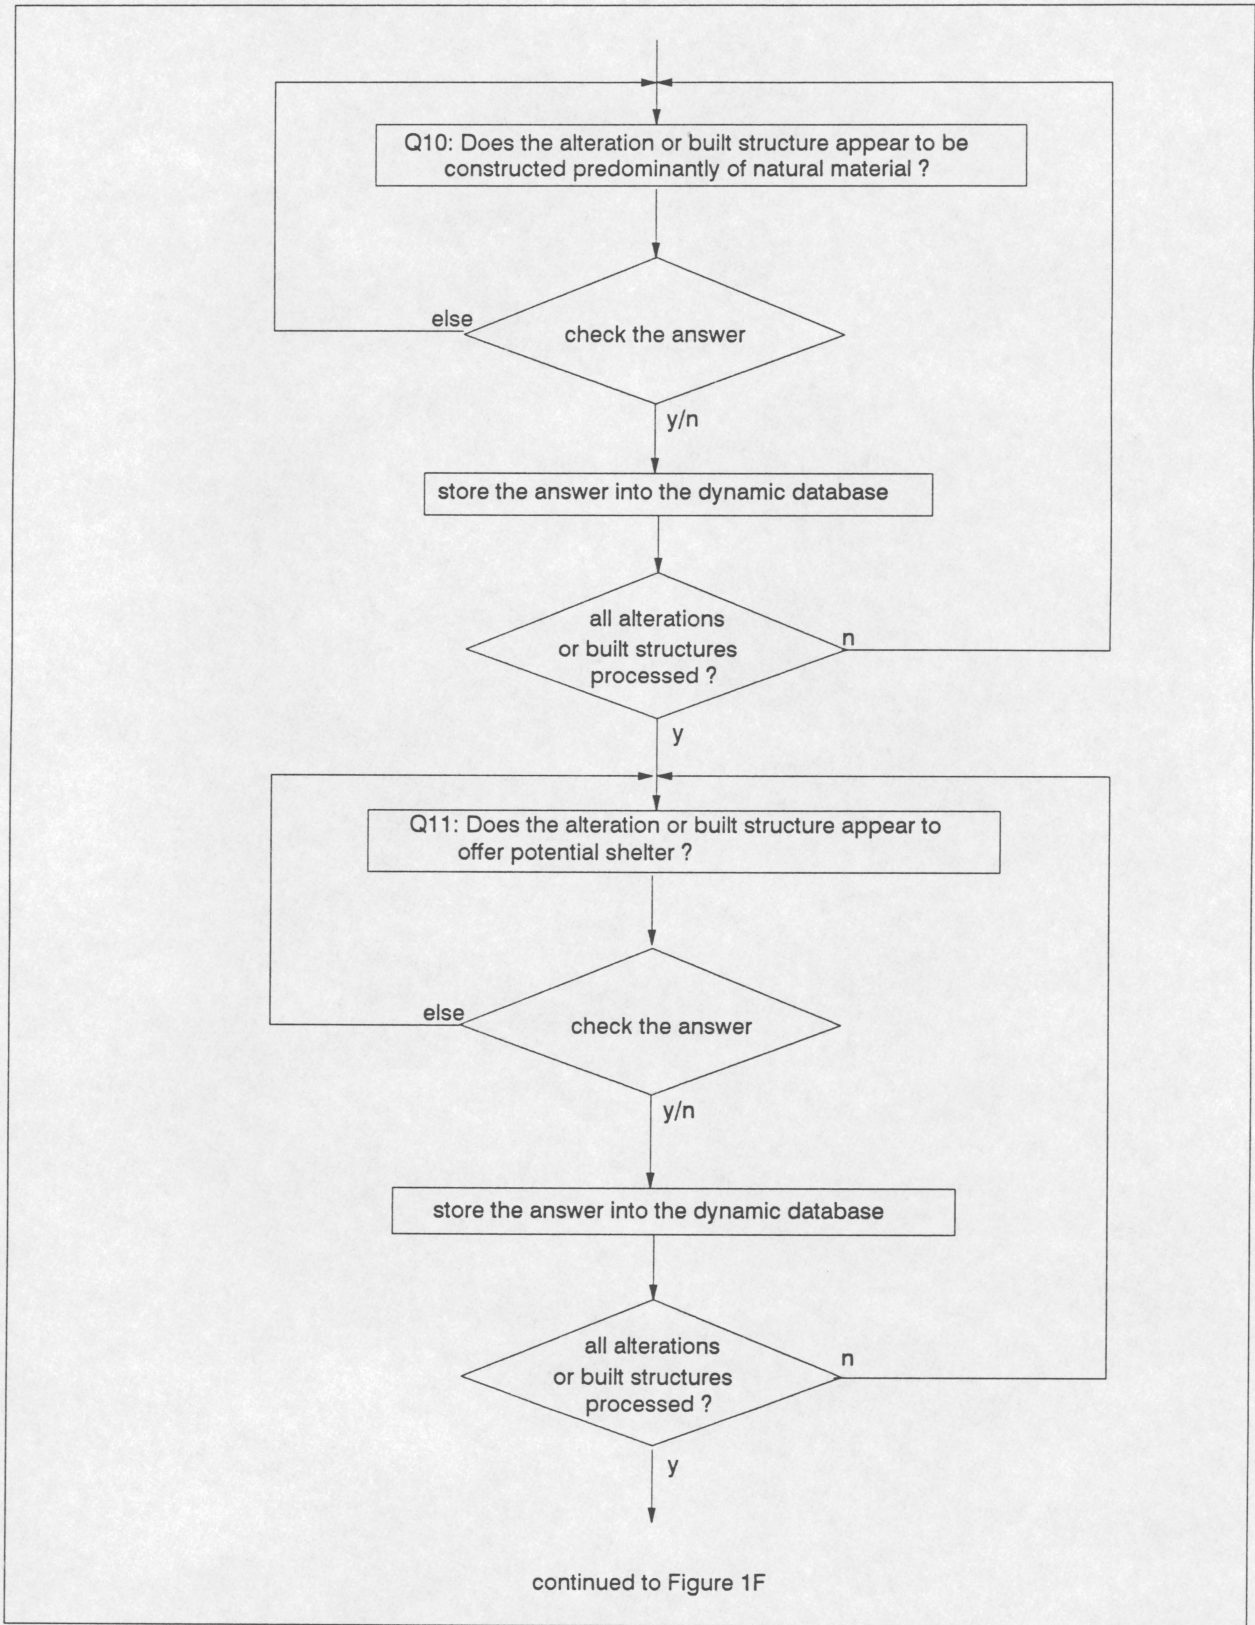 Q10: Does the alteration or built structure appear to be
constructed predominantly of natural material ?
else
check the answer
y/n
store the answer into the dynamic database
all alterations
or built structures
processed ?
n
y
Q11: Does the alteration or built structure appear to
offer potential shelter ?
else
check the answer
y/n
store the answer into the dynamic database
all alterations
or built structures
processed ?
n
y
continued to Figure 1F